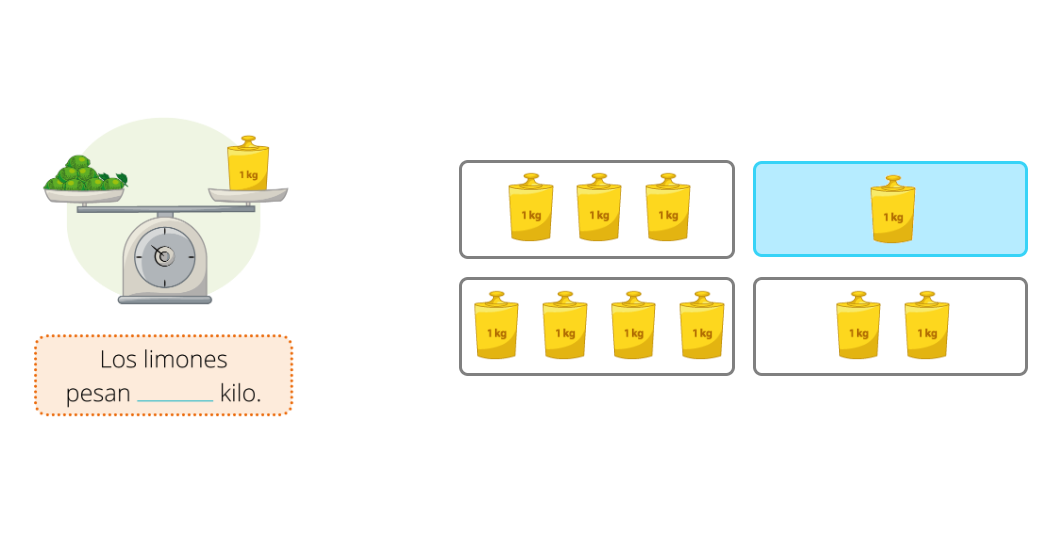 1 kg
Los limones
pesan ______ kilo.
1 kg 1 kg 1 kg
1 kg
1 kg 1 kg 1 kg 1 kg
1 kg 1 kg